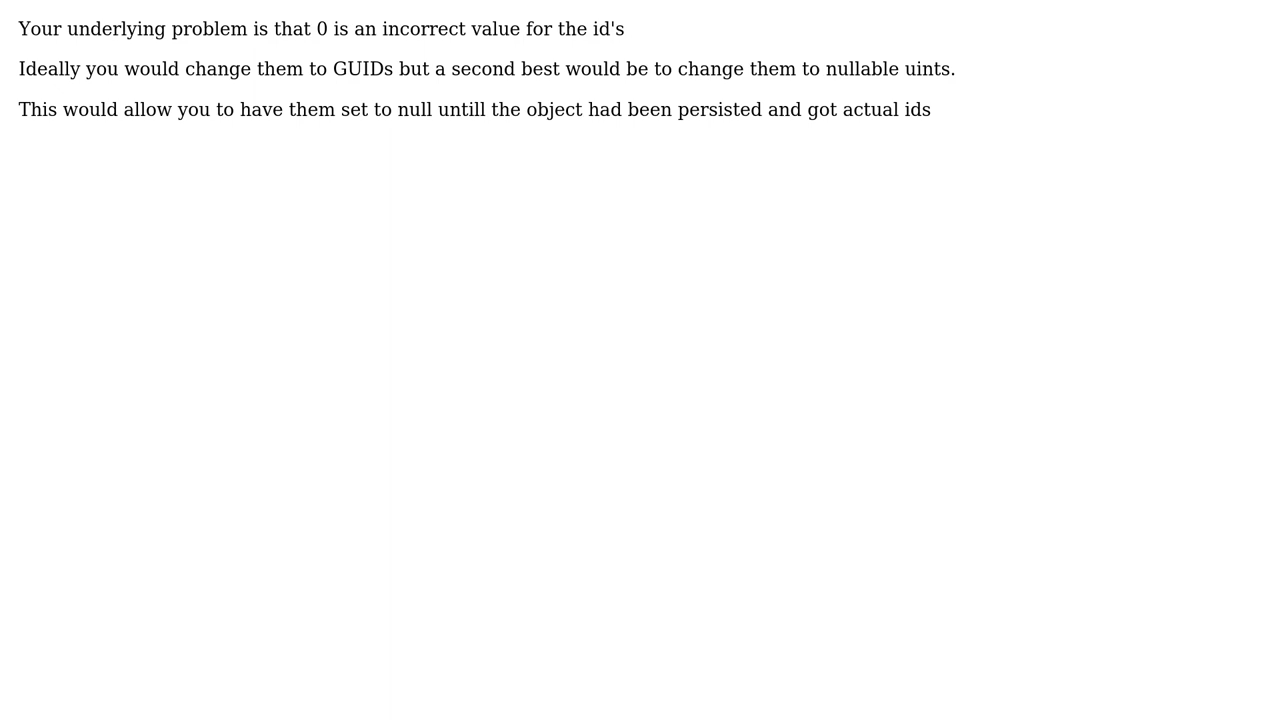 Your underlying problem is that 0 is an incorrect value for the id's
Ideally you would change them to GUIDs but a second best would be to change them to nullable uints.
This would allow you to have them set to null untill the object had been persisted and got actual ids